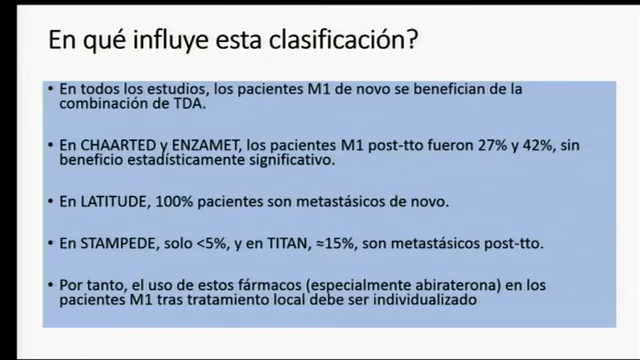 En qué influye esta clasificación?
• En todos los estudios, los pacientes M1 de novo se benefician de la
combinación de TDA.
• En CHAARTED y ENZAMET, los pacientes M1 post-tto fueron 27% y 42%, sin
beneficio estadísticamente significativo.
• En LATITUDE, 100% pacientes son metastásicos de novo.
• En STAMPEDE, solo <5%, y en TITAN, ≈15%, son metastásicos post-tto.
• Por tanto, el uso de estos fármacos (especialmente abiraterona) en los
pacientes M1 tras tratamiento local debe ser individualizado